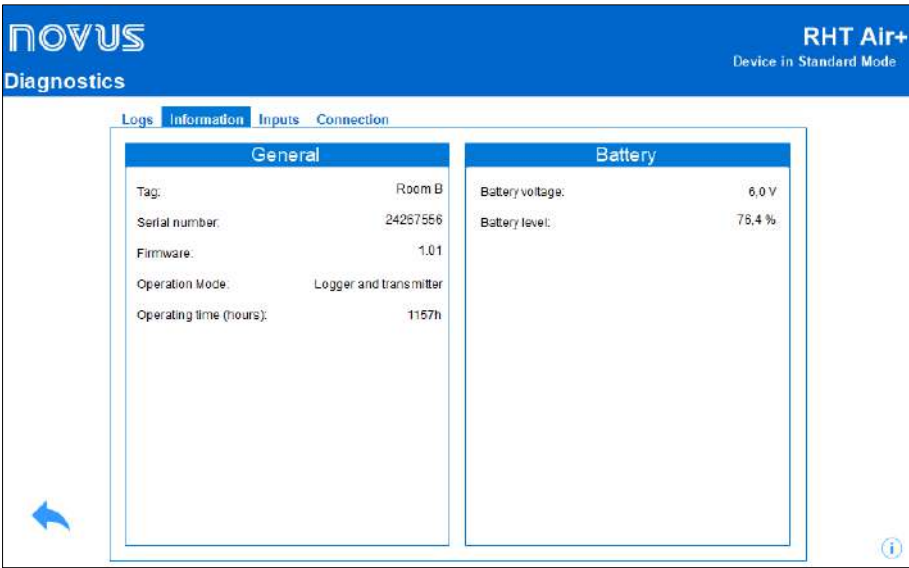 novus
RHT Air+
Device in Standard Mode
Diagnostics
Logs Information Inputs Connection
General
Tag: Room B
Serial number: 24267556
Firmware: 1.01
Operation Mode: Logger and transmitter
Operating time (hours): 1157h
Battery
Battery voltage: 6,0 V
Battery level: 76,4 %
i